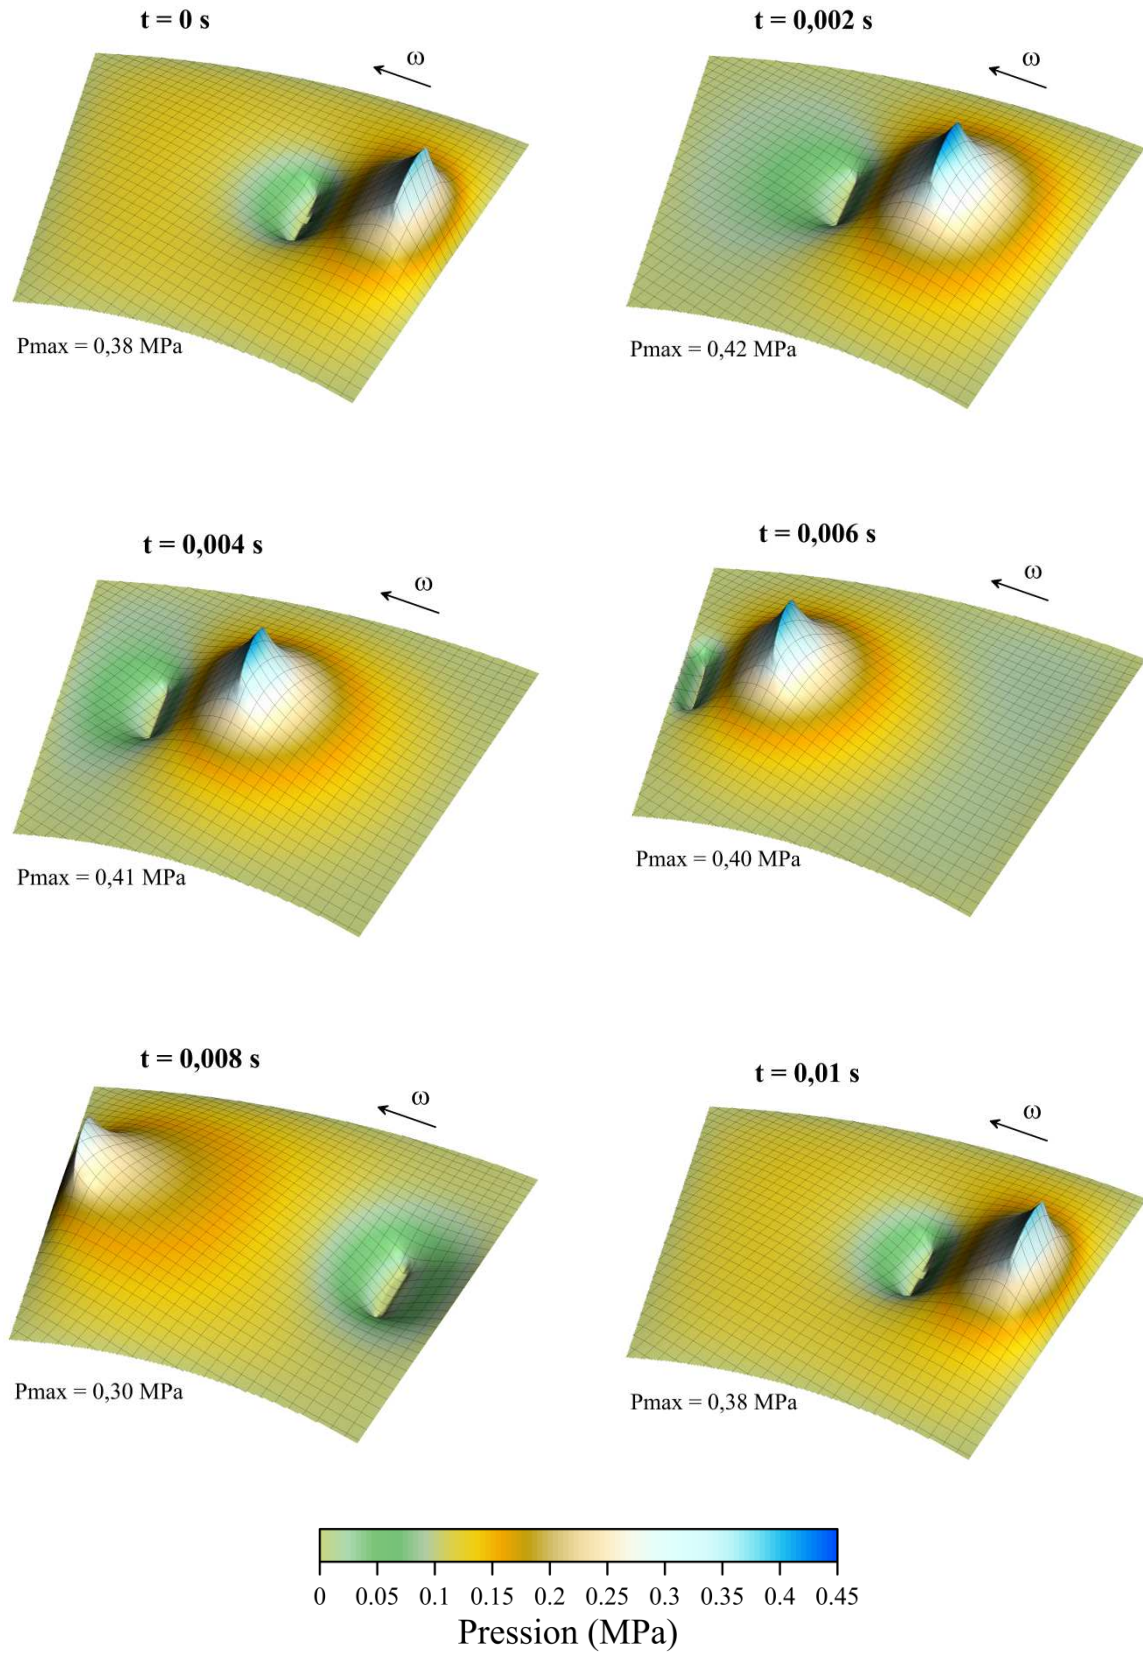 t = 0 s
t = 0,002 s
ω
ω
Pmax = 0,38 MPa
Pmax = 0,42 MPa
t = 0,004 s
t = 0,006 s
ω
ω
Pmax = 0,41 MPa
Pmax = 0,40 MPa
t = 0,008 s
t = 0,01 s
ω
ω
Pmax = 0,30 MPa
Pmax = 0,38 MPa
0 0.05 0.1 0.15 0.2 0.25 0.3 0.35 0.4 0.45
Pression (MPa)